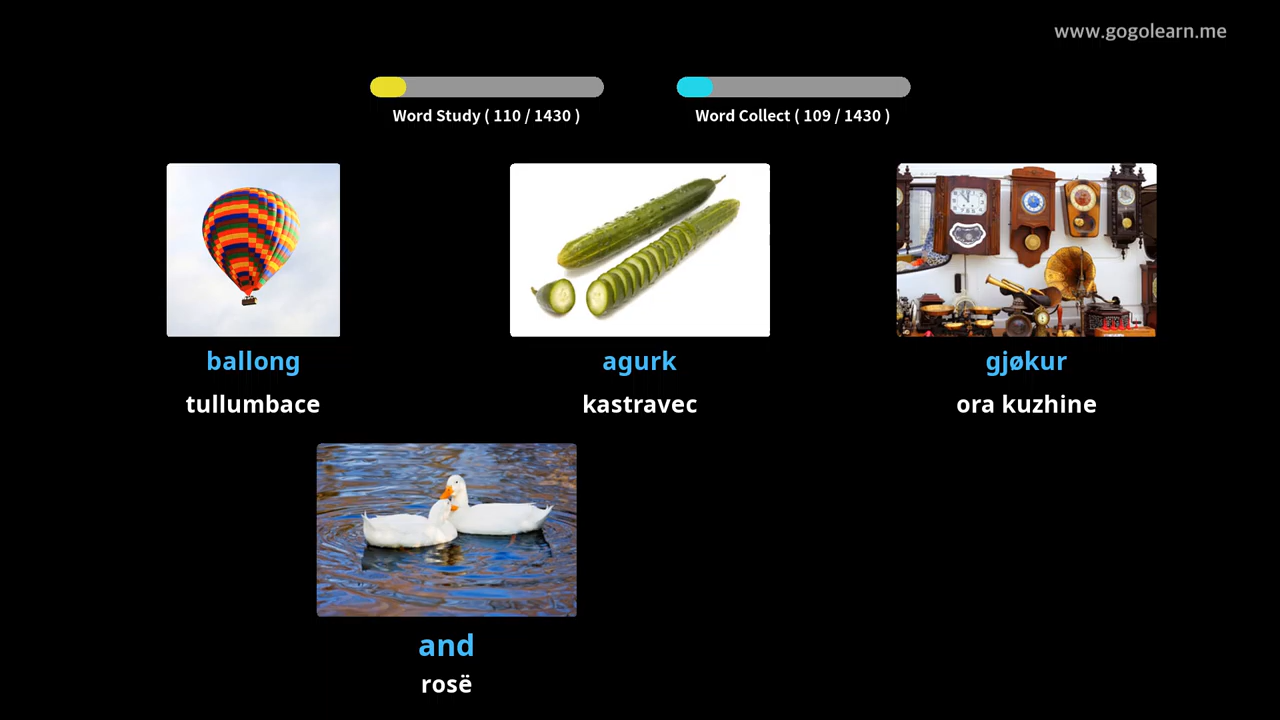 www.gogolearn.me
Word Study ( 110 / 1430 )
Word Collect ( 109 / 1430 )
ballong
agurk
gjøkur
tullumbace
kastravec
ora kuzhine
and
rosë